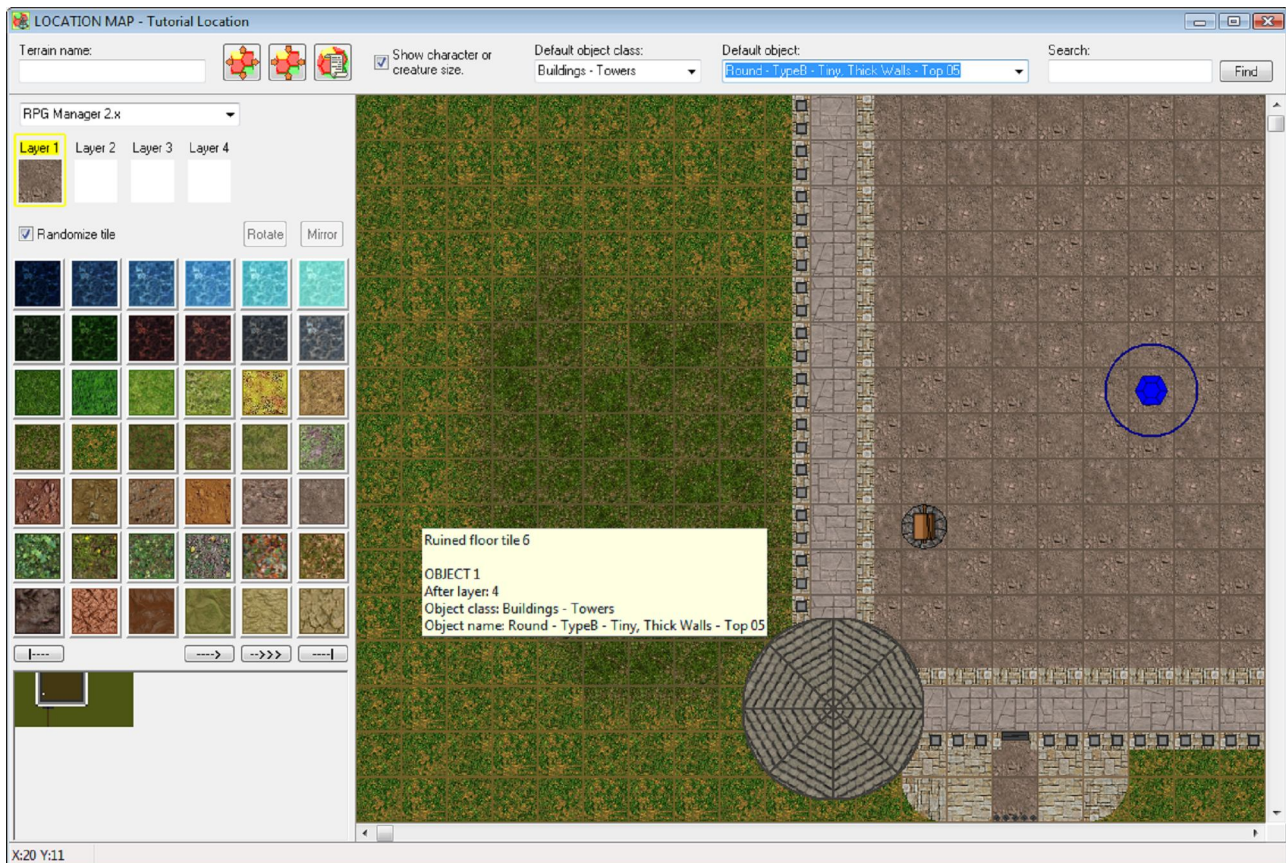 LOCATION MAP - Tutorial Location
Terrain name:
Show character or
creature size.
Default object class:
Buildings - Towers
Default object:
Round - TypeB - Tiny, Thick Walls - Top 05
Search:
Find
RPG Manager 2.x
Layer 1 Layer 2 Layer 3 Layer 4
Randomize tile
Rotate
Mirror
|----
---->
-->>>
----|
Ruined floor tile 6
OBJECT 1
After layer: 4
Object class: Buildings - Towers
Object name: Round - TypeB - Tiny, Thick Walls - Top 05
X:20 Y:11